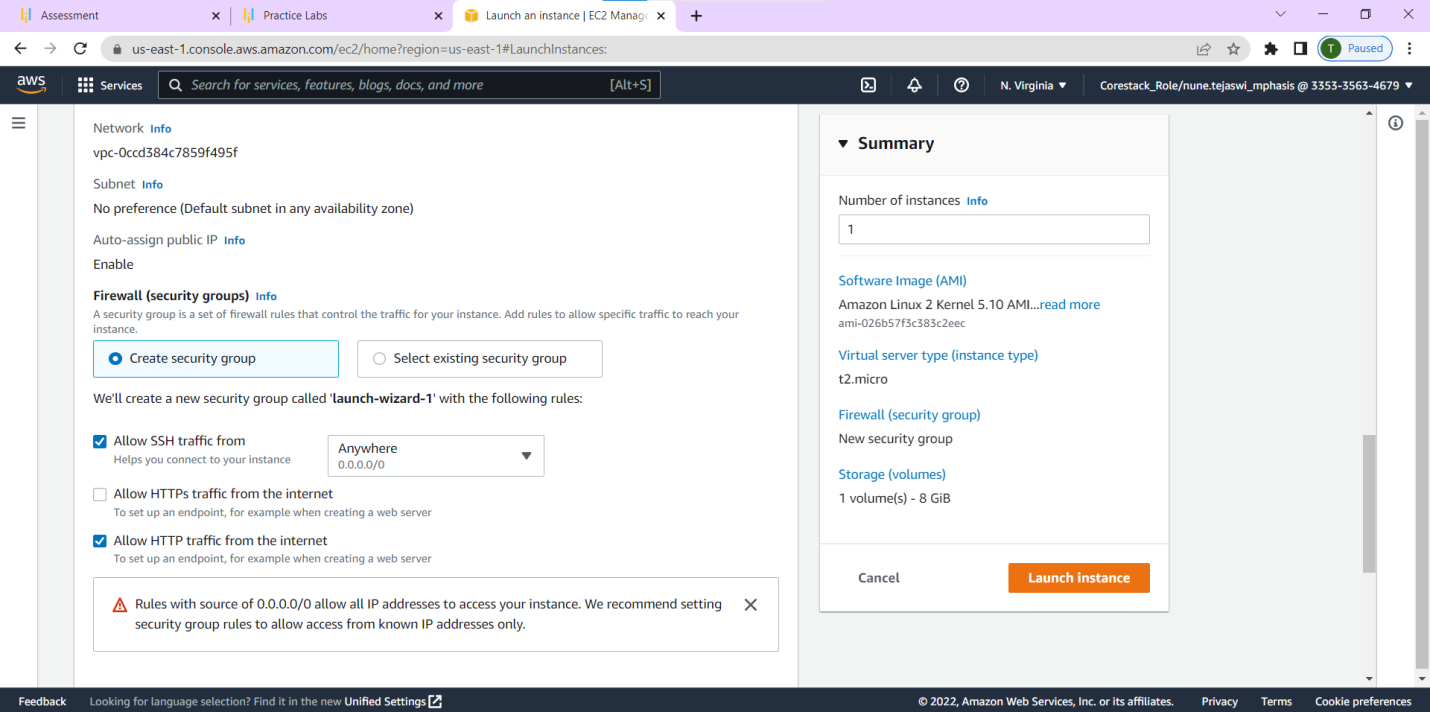 Assessment
Practice Labs
Launch an instance | EC2 Manage
us-east-1.console.aws.amazon.com/ec2/home?region=us-east-1#LaunchInstances:
T Paused
aws
Services
Search for services, features, blogs, docs, and more [Alt+S]
N. Virginia
Corestack_Role/nune.tejaswi_mphasis @ 3353-3563-4679
Network Info
vpc-0ccd384c7859f495f
Subnet Info
No preference (Default subnet in any availability zone)
Auto-assign public IP Info
Enable
Firewall (security groups) Info
A security group is a set of firewall rules that control the traffic for your instance. Add rules to allow specific traffic to reach your
instance.
Create security group
Select existing security group
We'll create a new security group called 'launch-wizard-1' with the following rules:
Allow SSH traffic from
Helps you connect to your instance
Anywhere
0.0.0.0/0
Allow HTTPs traffic from the internet
To set up an endpoint, for example when creating a web server
Allow HTTP traffic from the internet
To set up an endpoint, for example when creating a web server
Rules with source of 0.0.0.0/0 allow all IP addresses to access your instance. We recommend setting
security group rules to allow access from known IP addresses only.
Summary
Number of instances Info
1
Software Image (AMI)
Amazon Linux 2 Kernel 5.10 AMI...read more
ami-026b57f3c383c2eec
Virtual server type (instance type)
t2.micro
Firewall (security group)
New security group
Storage (volumes)
1 volume(s) - 8 GiB
Cancel
Launch instance
Feedback
Looking for language selection? Find it in the new Unified Settings
© 2022, Amazon Web Services, Inc. or its affiliates.
Privacy
Terms
Cookie preferences